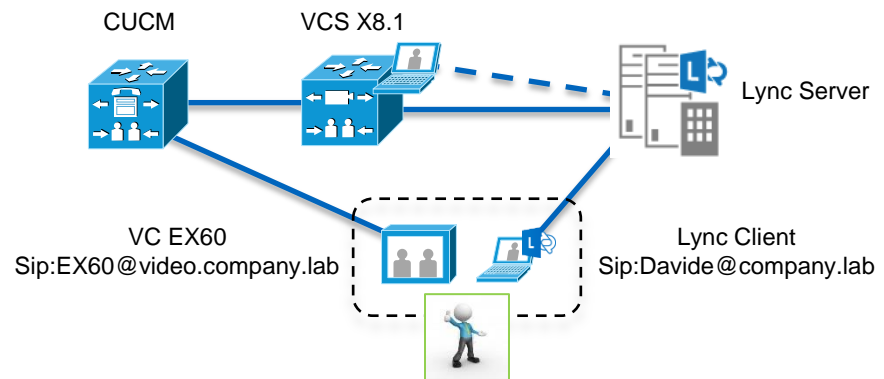 CUCM
VCS X8.1
L
Lync Server
L
VC EX60
Sip:EX60@video.company.lab
Lync Client
Sip:Davide@company.lab